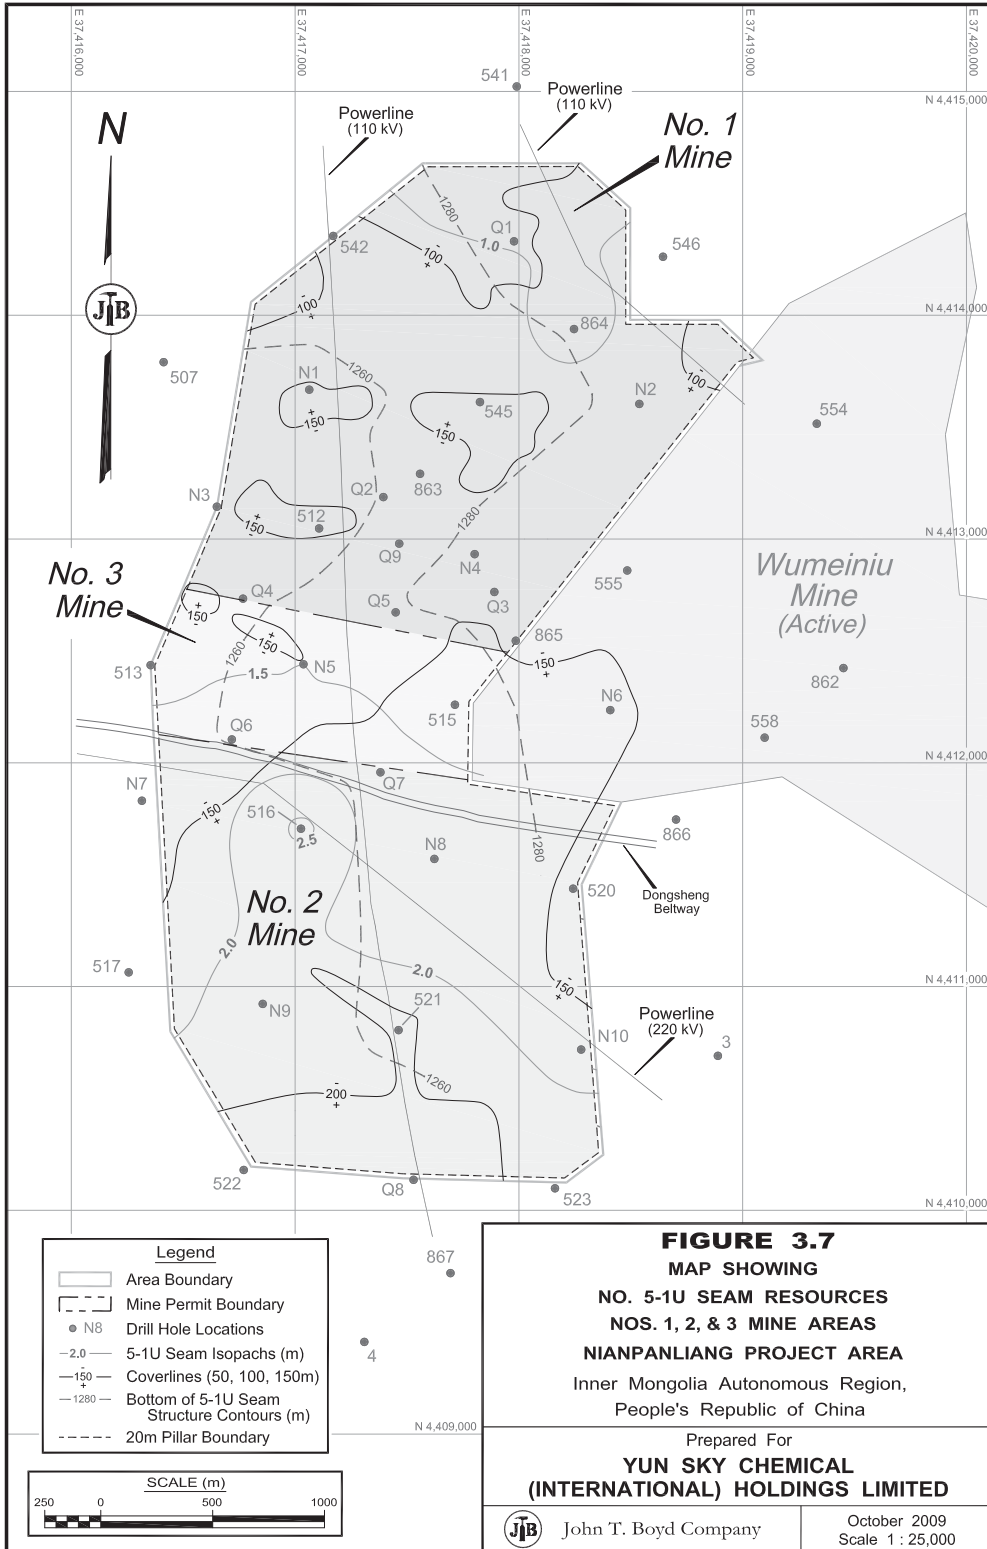 E 37,416,000
E 37,417,000
E 37,418,000
E 37,419,000
E 37,420,000
541
Powerline
(110 kV)
Powerline
(110 kV)
N 4,415,000
N
No. 1
Mine
1280
542
Q1
1.0
-
100
+
546
JTB
-
100
+
864
N 4,414,000
507
1260
N1
+
150
-
545
+
150
-
N2
-
100
+
554
N3
Q2
863
+
150
-
512
1280
Q9
N4
N 4,413,000
No. 3
Mine
Q4
+
150
-
Q5
Q3
555
Wumeiniu
Mine
(Active)
865
+
150
-
1260
513
1.5
N5
-
150
+
862
N6
515
Q6
558
N 4,412,000
N7
Q7
-
150
+
516
2.5
866
N8
1280
520
Dongsheng
Beltway
No. 2
Mine
2.0
517
2.0
-
150
+
N 4,411,000
N9
521
Powerline
(220 kV)
N10
3
1260
-
200
+
522
Q8
523
N 4,410,000
867
4
N 4,409,000
Legend
Area Boundary
Mine Permit Boundary
N8 Drill Hole Locations
2.0 5-1U Seam Isopachs (m)
-
150 Coverlines (50, 100, 150m)
+
1280 Bottom of 5-1U Seam
Structure Contours (m)
20m Pillar Boundary
SCALE (m)
250 0 500 1000
FIGURE 3.7
MAP SHOWING
NO. 5-1U SEAM RESOURCES
NOS. 1, 2, & 3 MINE AREAS
NIANPANLIANG PROJECT AREA
Inner Mongolia Autonomous Region,
People's Republic of China
Prepared For
YUN SKY CHEMICAL
(INTERNATIONAL) HOLDINGS LIMITED
JTB John T. Boyd Company
October 2009
Scale 1 : 25,000